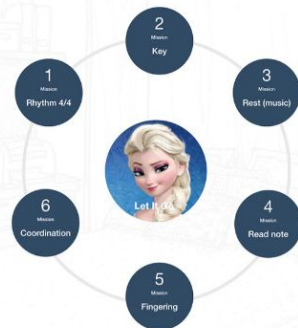 1
Mission
Rhythm 4/4
2
Mission
Key
3
Mission
Rest (music)
4
Mission
Read note
5
Mission
Fingering
6
Mission
Coordination
Let It Go